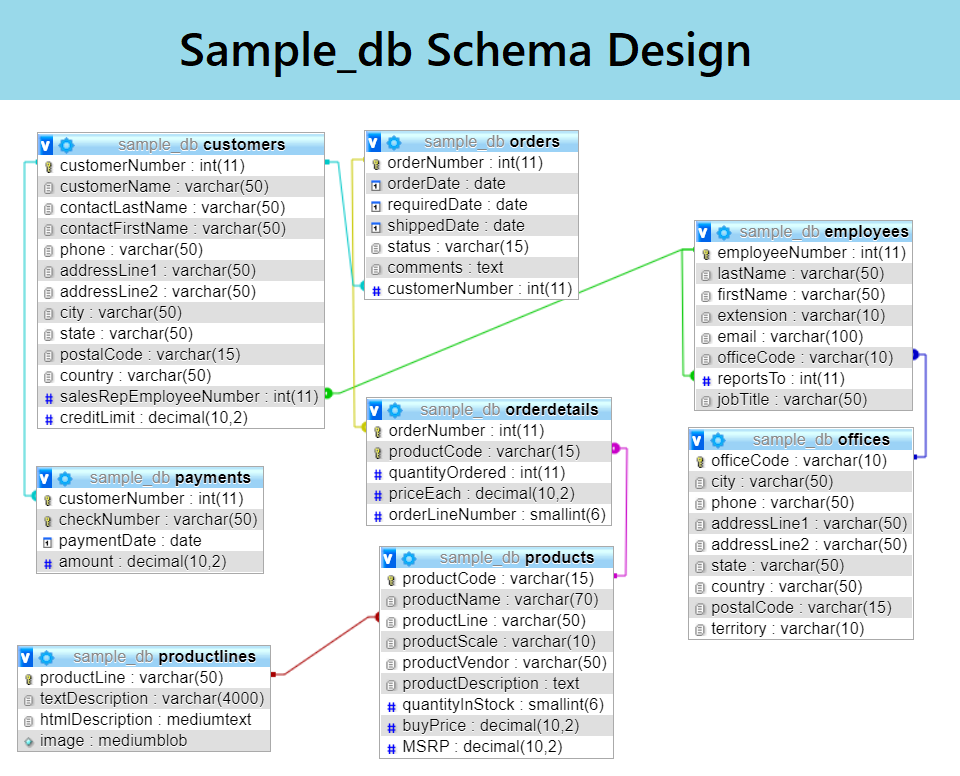 Sample_db Schema Design
sample_db customers
customerNumber : int(11)
customerName : varchar(50)
contactLastName : varchar(50)
contactFirstName : varchar(50)
phone : varchar(50)
addressLine1 : varchar(50)
addressLine2 : varchar(50)
city : varchar(50)
state : varchar(50)
postalCode : varchar(15)
country : varchar(50)
salesRepEmployeeNumber : int(11)
creditLimit : decimal(10,2)
sample_db orders
orderNumber : int(11)
orderDate : date
requiredDate : date
shippedDate : date
status : varchar(15)
comments : text
customerNumber : int(11)
sample_db employees
employeeNumber : int(11)
lastName : varchar(50)
firstName : varchar(50)
extension : varchar(10)
email : varchar(100)
officeCode : varchar(10)
reportsTo : int(11)
jobTitle : varchar(50)
sample_db payments
customerNumber : int(11)
checkNumber : varchar(50)
paymentDate : date
amount : decimal(10,2)
sample_db orderdetails
orderNumber : int(11)
productCode : varchar(15)
quantityOrdered : int(11)
priceEach : decimal(10,2)
orderLineNumber : smallint(6)
sample_db offices
officeCode : varchar(10)
city : varchar(50)
phone : varchar(50)
addressLine1 : varchar(50)
addressLine2 : varchar(50)
state : varchar(50)
country : varchar(50)
postalCode : varchar(15)
territory : varchar(10)
sample_db productlines
productLine : varchar(50)
textDescription : varchar(4000)
htmlDescription : mediumtext
image : mediumblob
sample_db products
productCode : varchar(15)
productName : varchar(70)
productLine : varchar(50)
productScale : varchar(10)
productVendor : varchar(50)
productDescription : text
quantityInStock : smallint(6)
buyPrice : decimal(10,2)
MSRP : decimal(10,2)